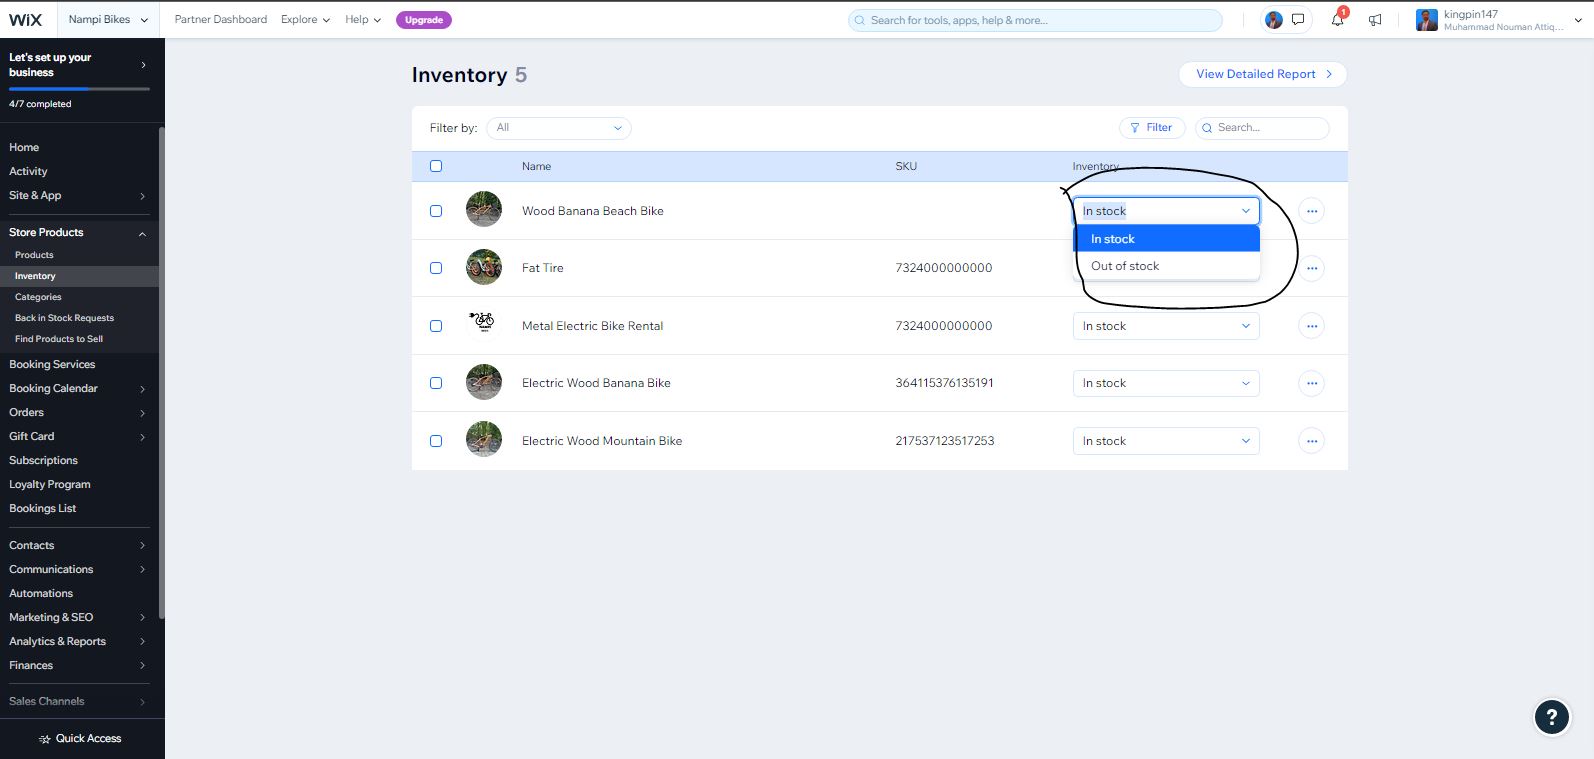 WiX Nampi Bikes Partner Dashboard Explore Help Upgrade Search for tools, apps, help & more... 1 kingpin147
Muhammad Nouman Attiq...
Let's set up your
business
4/7 completed
Home
Activity
Site & App
Store Products
Products
Inventory
Categories
Back in Stock Requests
Find Products to Sell
Booking Services
Booking Calendar
Orders
Gift Card
Subscriptions
Loyalty Program
Bookings List
Contacts
Communications
Automations
Marketing & SEO
Analytics & Reports
Finances
Sales Channels
Quick Access
Inventory 5 View Detailed Report
Filter by: All Filter Search...
Name SKU Inventory
Wood Banana Beach Bike In stock
In stock
Out of stock
Fat Tire 7324000000000
Metal Electric Bike Rental 7324000000000 In stock
Electric Wood Banana Bike 364115376135191 In stock
Electric Wood Mountain Bike 217537123517253 In stock
?